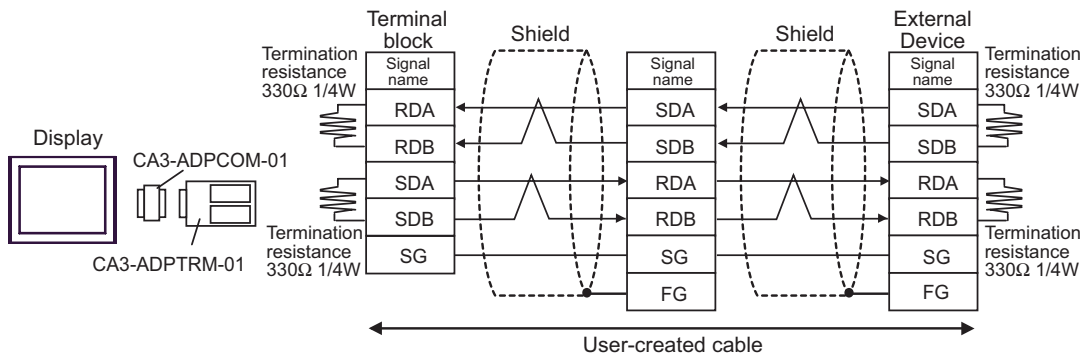 Display
CA3-ADPCOM-01
CA3-ADPTRM-01
Termination
resistance
330Ω 1/4W
Termination
resistance
330Ω 1/4W
Terminal
block
Signal
name
RDA
RDB
SDA
SDB
SG
Shield
Signal
name
SDA
SDB
RDA
RDB
SG
FG
Shield
External
Device
Signal
name
SDA
SDB
RDA
RDB
SG
FG
Termination
resistance
330Ω 1/4W
Termination
resistance
330Ω 1/4W
User-created cable